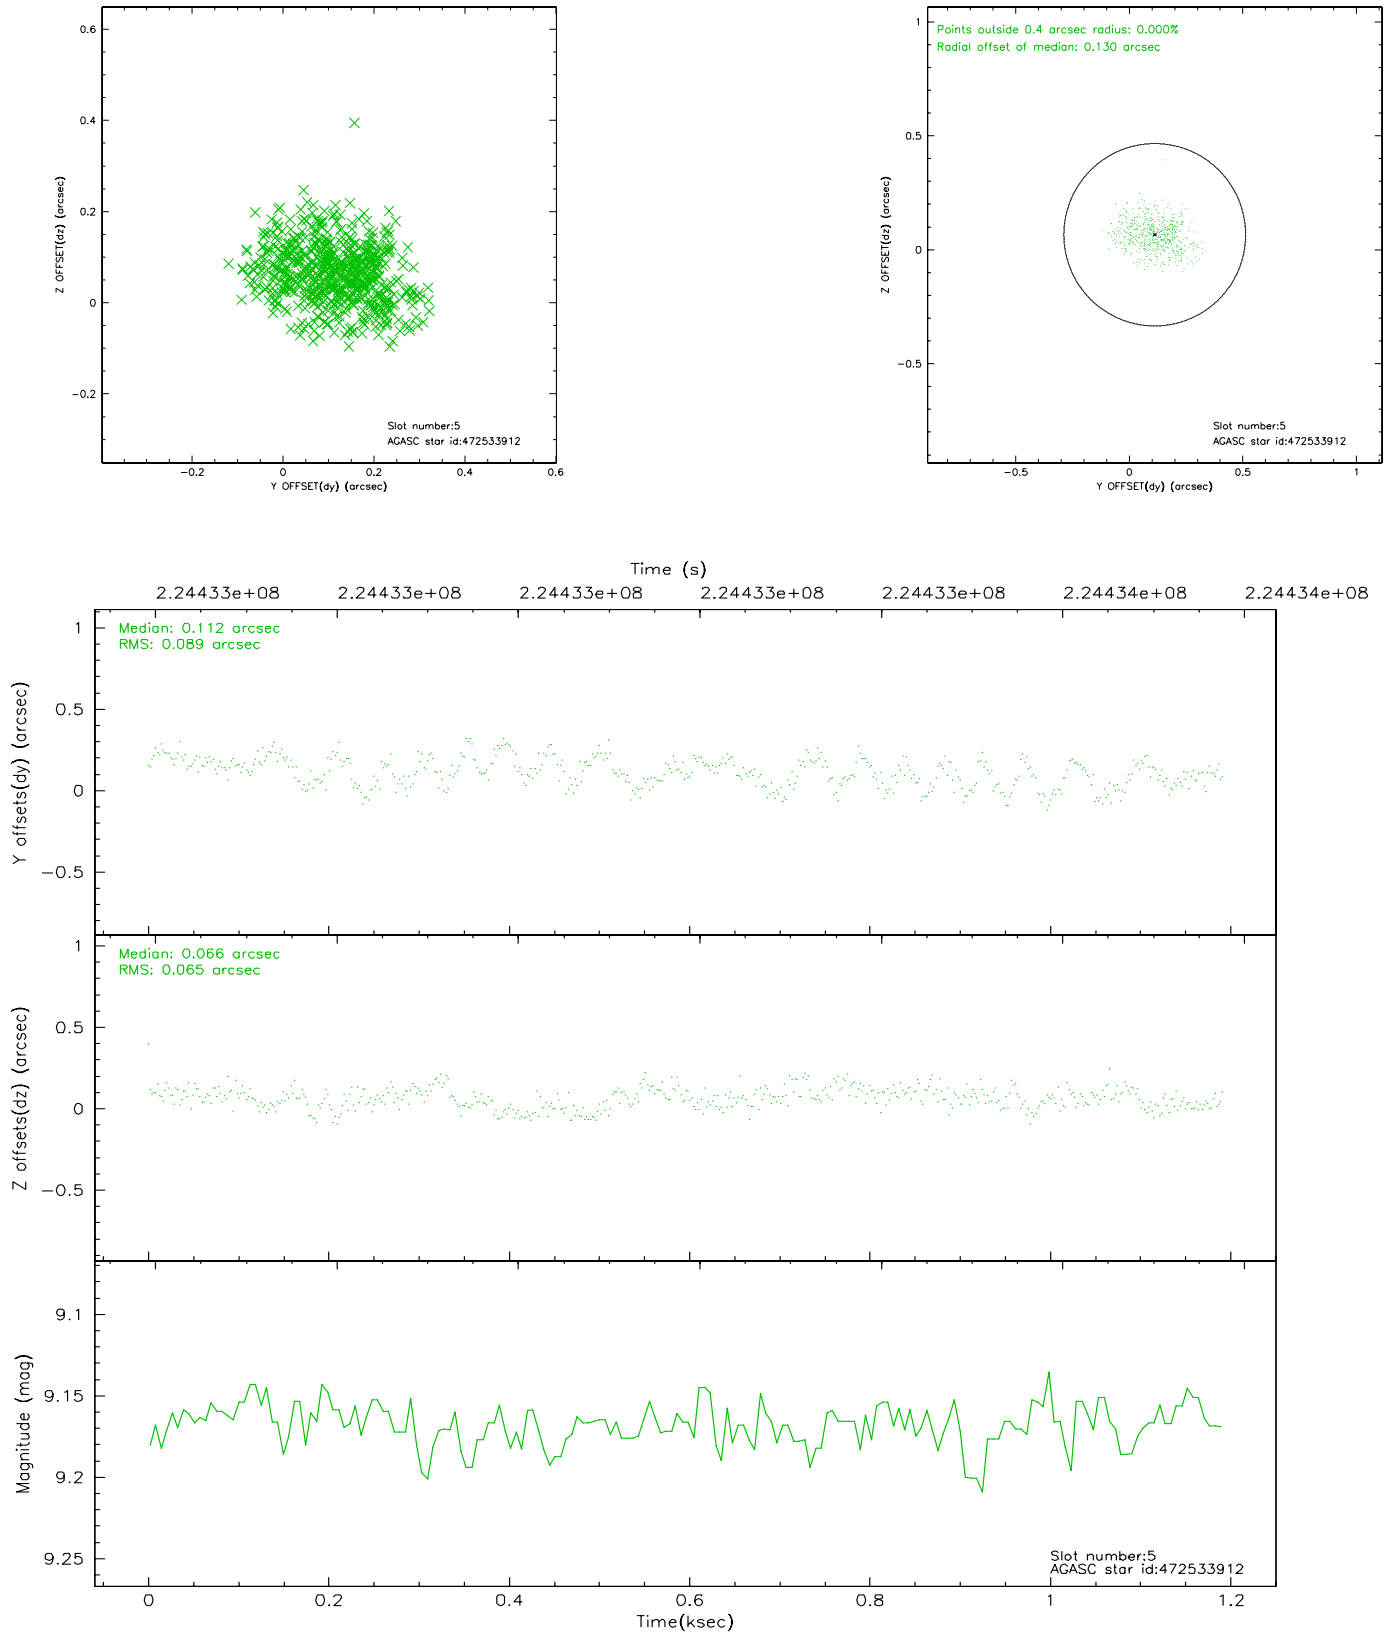 0.6
0.4
0.2
0
−0.2
Z OFFSET(dz) (arcsec)
Slot number:5
AGASC star id:472533912
−0.2 0 0.2 0.4 0.6
Y OFFSET(dy) (arcsec)
Points outside 0.4 arcsec radius: 0.000%
Radial offset of median: 0.130 arcsec
1
0.5
0
−0.5
Z OFFSET(dz) (arcsec)
Slot number:5
AGASC star id:472533912
−0.5 0 0.5 1
Y OFFSET(dy) (arcsec)
Time (s)
2.24433e+08 2.24433e+08 2.24433e+08 2.24433e+08 2.24433e+08 2.24434e+08 2.24434e+08
Median: 0.112 arcsec
RMS: 0.089 arcsec
1
0.5
0
−0.5
Y offsets(dy) (arcsec)
Median: 0.066 arcsec
RMS: 0.065 arcsec
1
0.5
0
−0.5
Z offsets(dz) (arcsec)
9.1
9.15
9.2
9.25
Magnitude (mag)
Slot number:5
AGASC star id:472533912
0 0.2 0.4 0.6 0.8 1 1.2
Time(ksec)